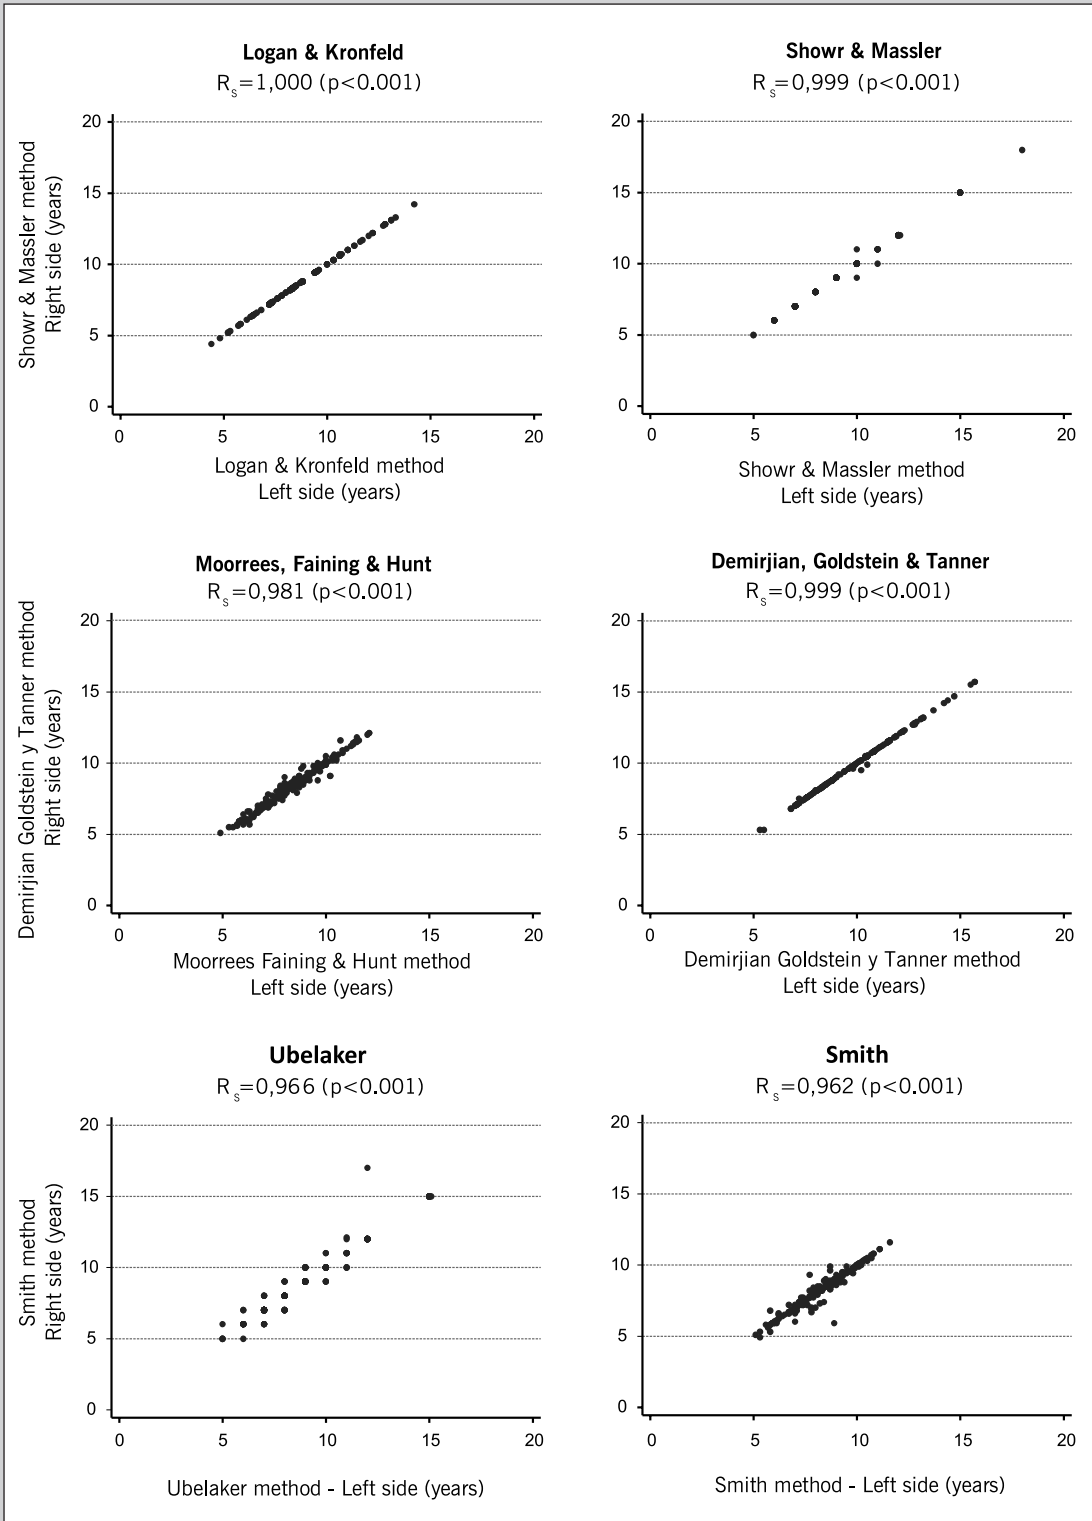 Logan & Kronfeld
Rs=1,000 (p<0.001)
20
15
10
5
0
0 5 10 15 20
Showr & Massler method
Right side (years)
Logan & Kronfeld method
Left side (years)
Showr & Massler
Rs=0,999 (p<0.001)
20
15
10
5
0
0 5 10 15 20
Showr & Massler method
Left side (years)
Moorrees, Faining & Hunt
Rs=0,981 (p<0.001)
20
15
10
5
0
0 5 10 15 20
Demirjian Goldstein y Tanner method
Right side (years)
Moorrees Faining & Hunt method
Left side (years)
Demirjian, Goldstein & Tanner
Rs=0,999 (p<0.001)
20
15
10
5
0
0 5 10 15 20
Demirjian Goldstein y Tanner method
Left side (years)
Ubelaker
Rs=0,966 (p<0.001)
20
15
10
5
0
0 5 10 15 20
Smith method
Right side (years)
Ubelaker method - Left side (years)
Smith
Rs=0,962 (p<0.001)
20
15
10
5
0
0 5 10 15 20
Smith method - Left side (years)